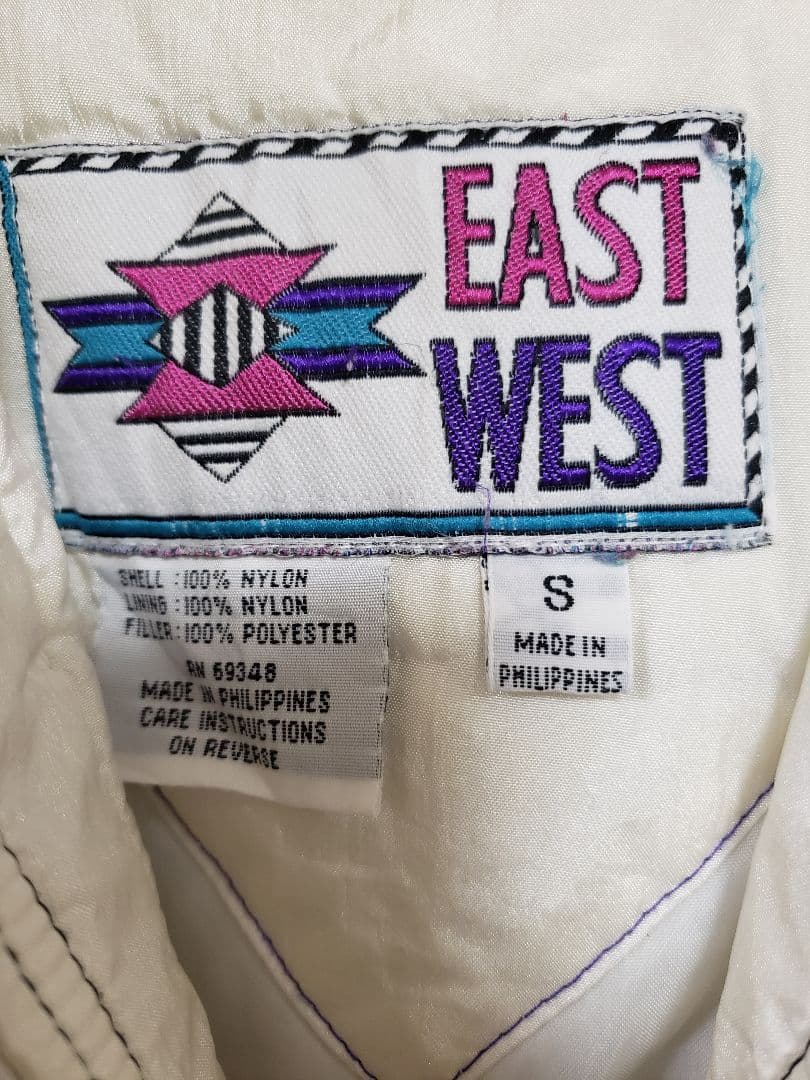 EAST
WEST
SHELL : 100% NYLON
LINING : 100% NYLON
FILLER : 100% POLYESTER
RN 69348
MADE IN PHILIPPINES
CARE INSTRUCTIONS
ON REVERSE
S
MADE IN
PHILIPPINES